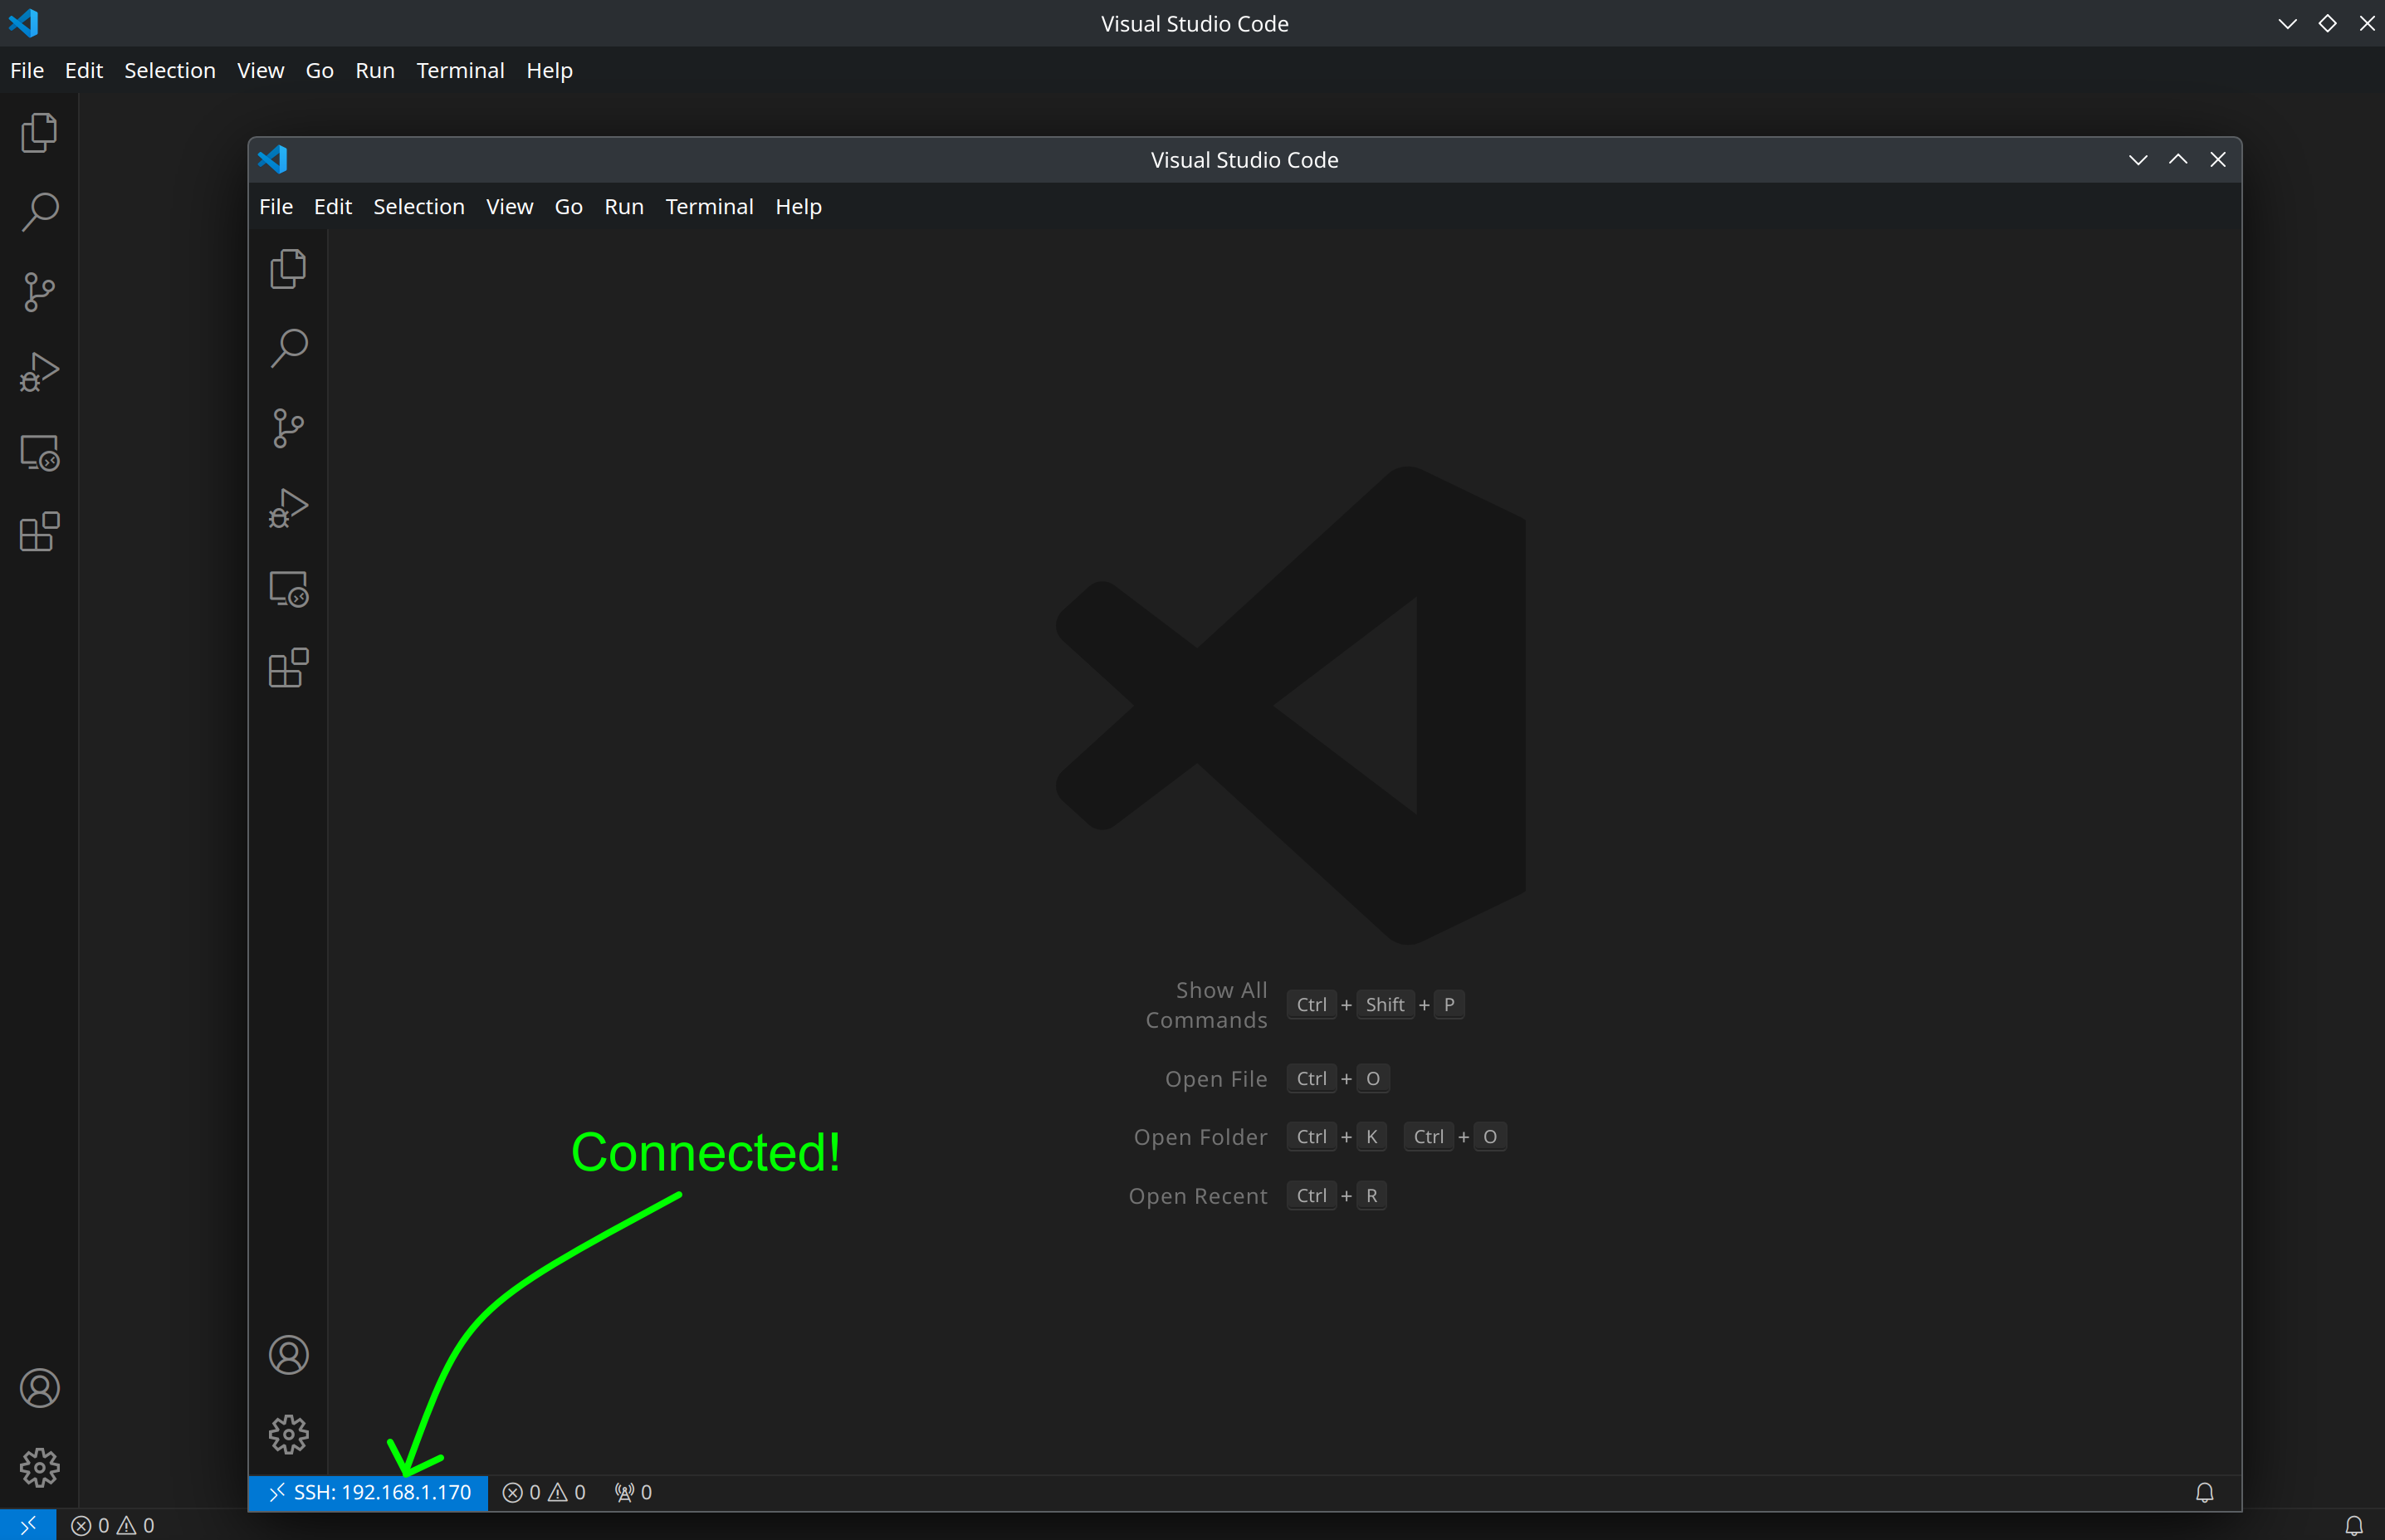 Visual Studio Code
File Edit Selection View Go Run Terminal Help
Visual Studio Code
File Edit Selection View Go Run Terminal Help
Show All
Commands
Ctrl + Shift + P
Open File Ctrl + O
Open Folder Ctrl + K Ctrl + O
Open Recent Ctrl + R
Connected!
SSH: 192.168.1.170 0 0 0
0 0